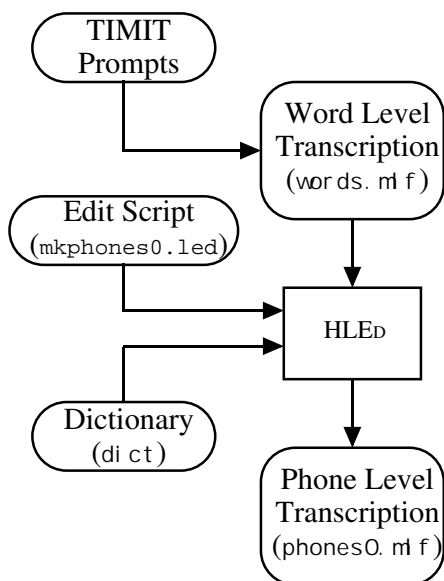 TIMIT
Prompts
Word Level
Transcription
(words.mlf)
Edit Script
(mkphones0.led)
HLED
Dictionary
(dict)
Phone Level
Transcription
(phones0.mlf)